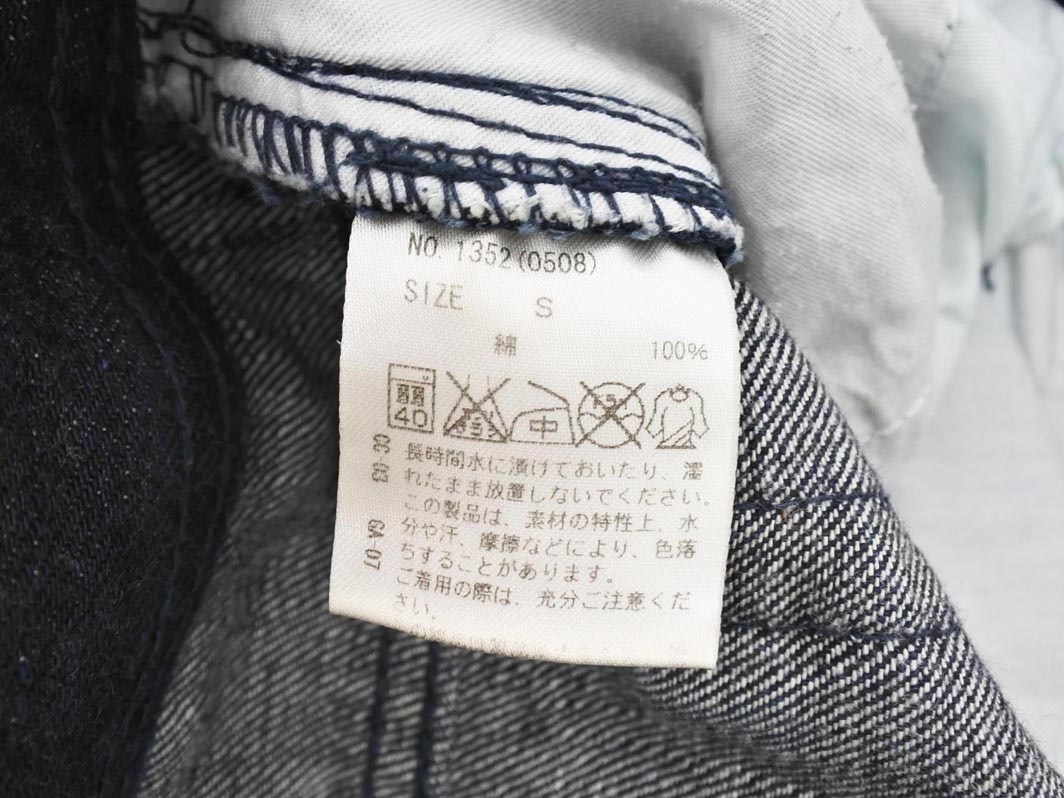 NO. 1352(0508)
SIZE S
綿 100%
40 中
長時間水に漬けておいたり、濡
れたまま放置しないでください。
この製品は、素材の特性上、水
分や汗、摩擦などにより、色落
ちすることがあります。
ご着用の際は、充分ご注意くだ
さい。